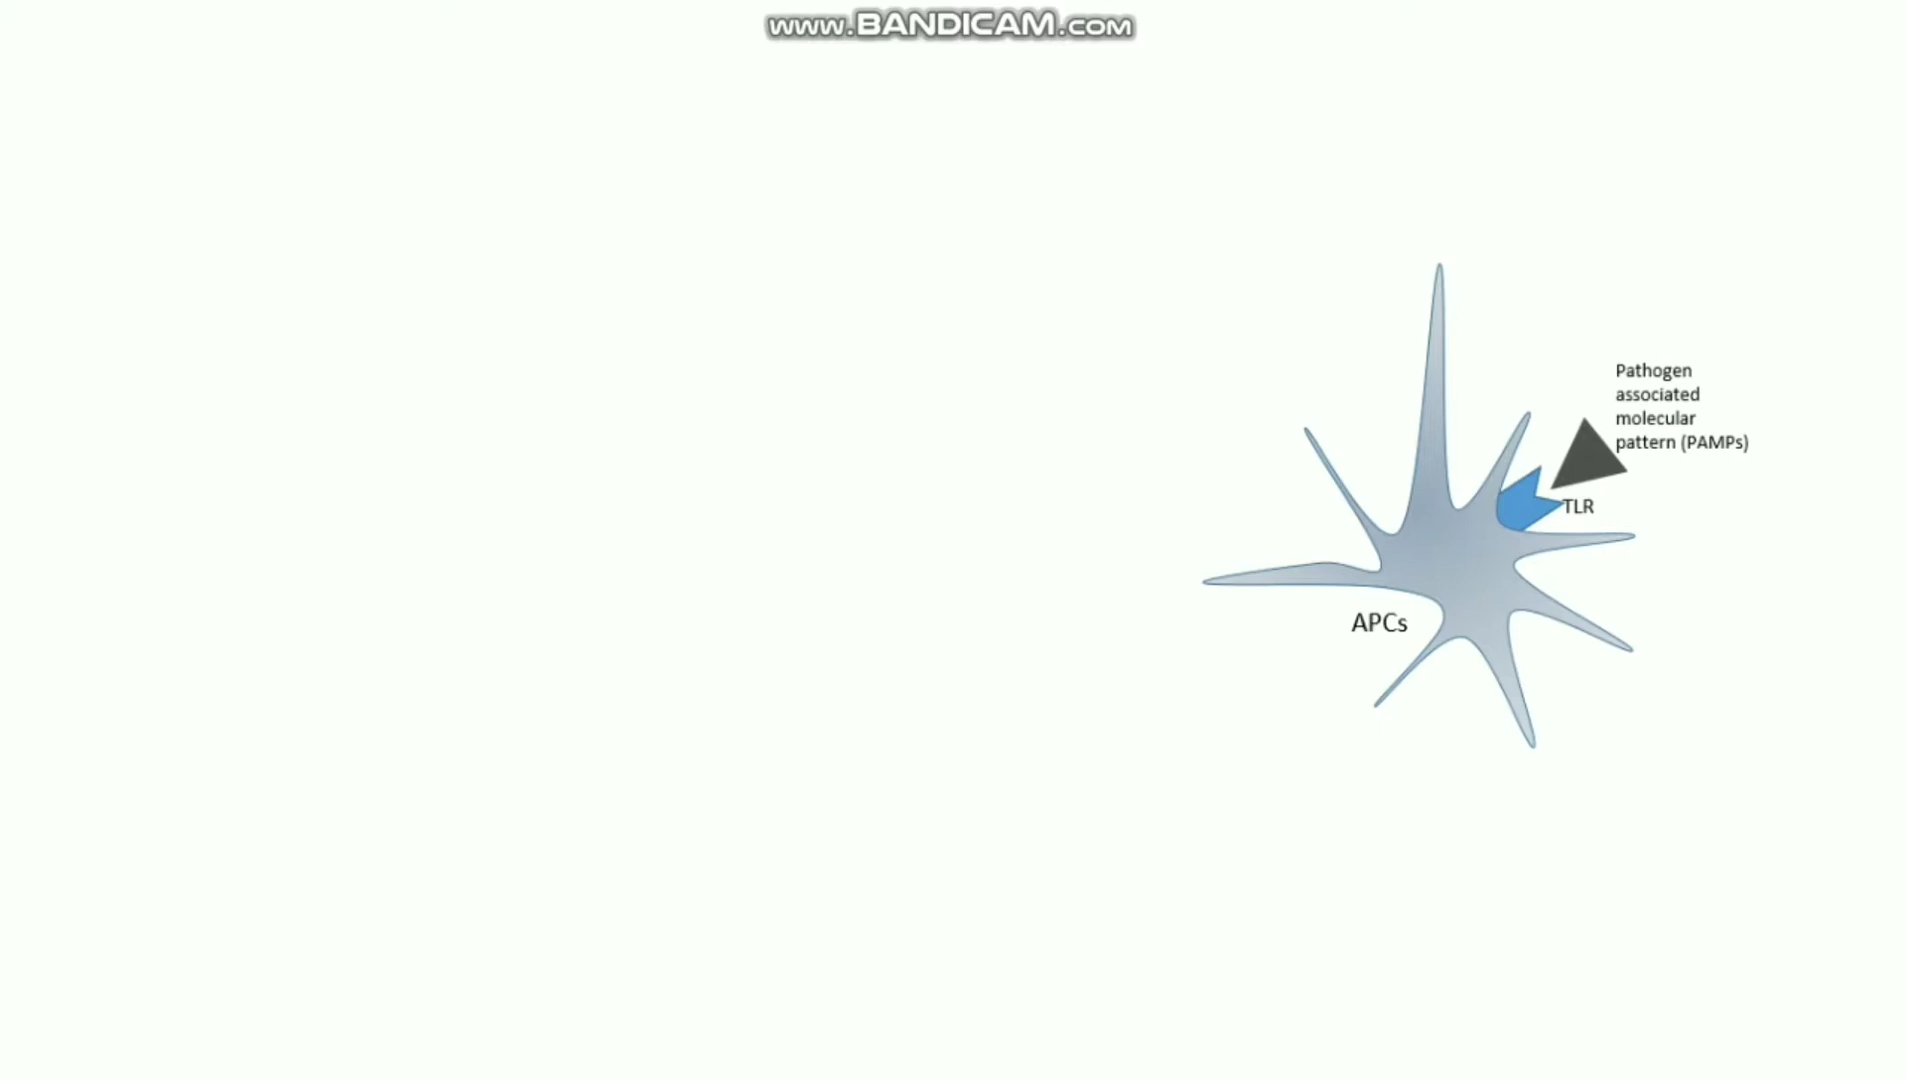 www.BANDICAM.com
Pathogen
associated
molecular
pattern (PAMPs)
TLR
APCs